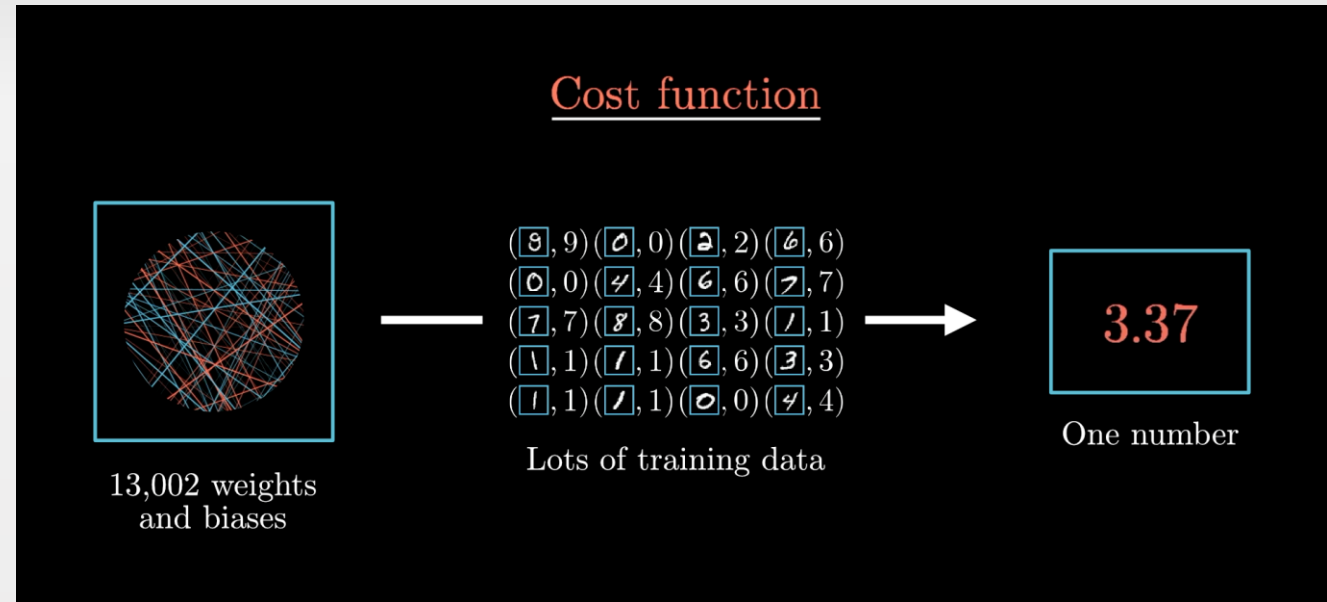 Cost function
(9, 9)(0, 0)(2, 2)(6, 6)
(0, 0)(4, 4)(6, 6)(7, 7)
(7, 7)(8, 8)(3, 3)(1, 1)
(1, 1)(1, 1)(6, 6)(3, 3)
(1, 1)(1, 1)(0, 0)(4, 4)
3.37
One number
Lots of training data
13,002 weights
and biases